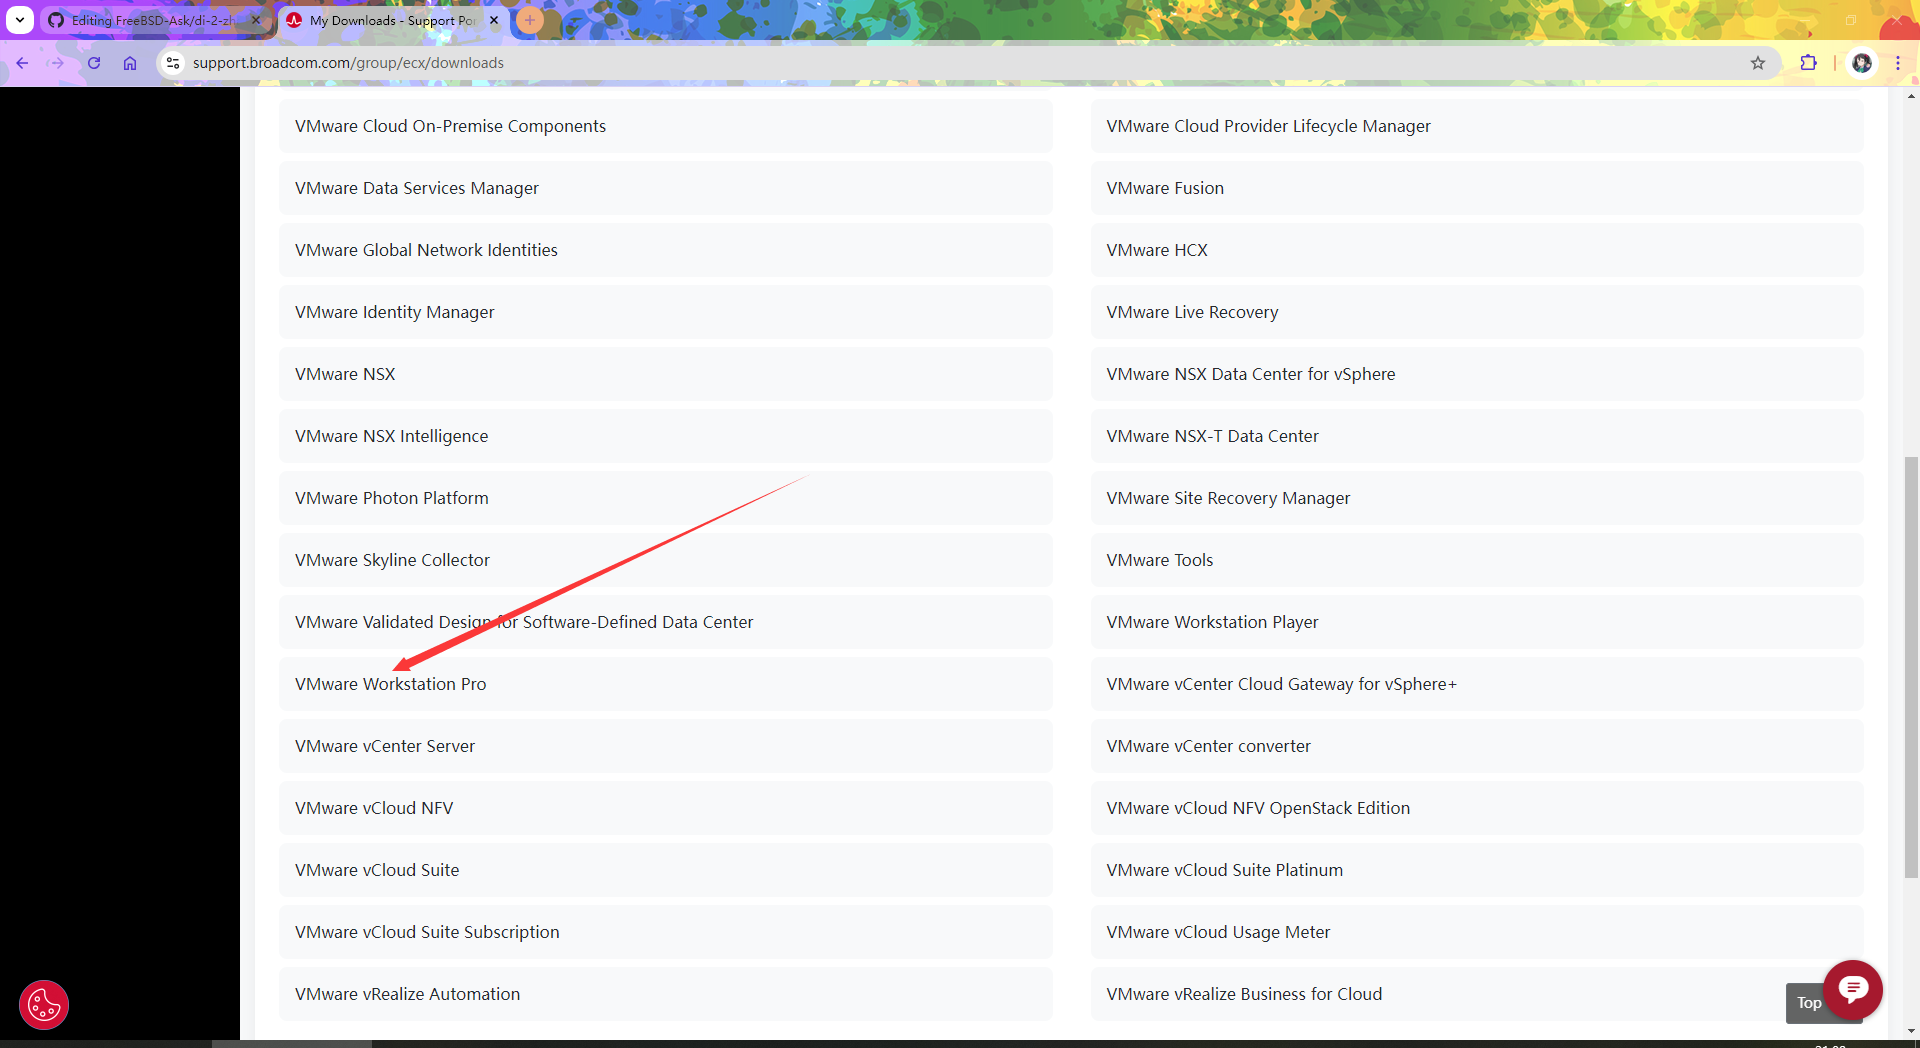 Editing FreeBSD-Ask/di-2-zh
My Downloads - Support Por
support.broadcom.com/group/ecx/downloads
VMware Cloud On-Premise Components
VMware Cloud Provider Lifecycle Manager
VMware Data Services Manager
VMware Fusion
VMware Global Network Identities
VMware HCX
VMware Identity Manager
VMware Live Recovery
VMware NSX
VMware NSX Data Center for vSphere
VMware NSX Intelligence
VMware NSX-T Data Center
VMware Photon Platform
VMware Site Recovery Manager
VMware Skyline Collector
VMware Tools
VMware Validated Design for Software-Defined Data Center
VMware Workstation Player
VMware Workstation Pro
VMware vCenter Cloud Gateway for vSphere+
VMware vCenter Server
VMware vCenter converter
VMware vCloud NFV
VMware vCloud NFV OpenStack Edition
VMware vCloud Suite
VMware vCloud Suite Platinum
VMware vCloud Suite Subscription
VMware vCloud Usage Meter
VMware vRealize Automation
VMware vRealize Business for Cloud
Top